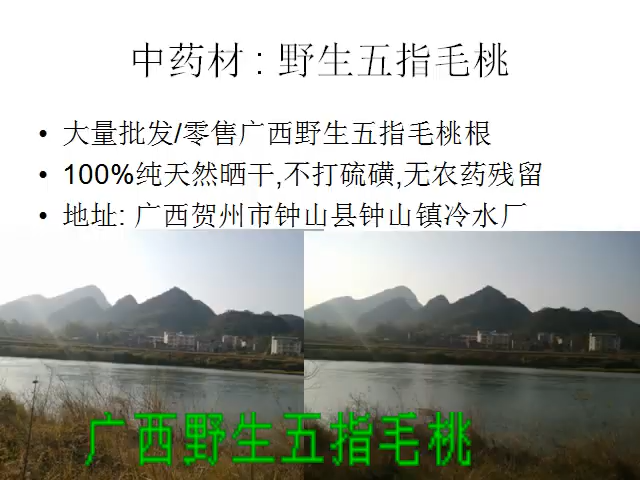 中药材 : 野生五指毛桃
• 大量批发/零售广西野生五指毛桃根
• 100%纯天然晒干,不打硫磺,无农药残留
• 地址: 广西贺州市钟山县钟山镇冷水厂
广西野生五指毛桃